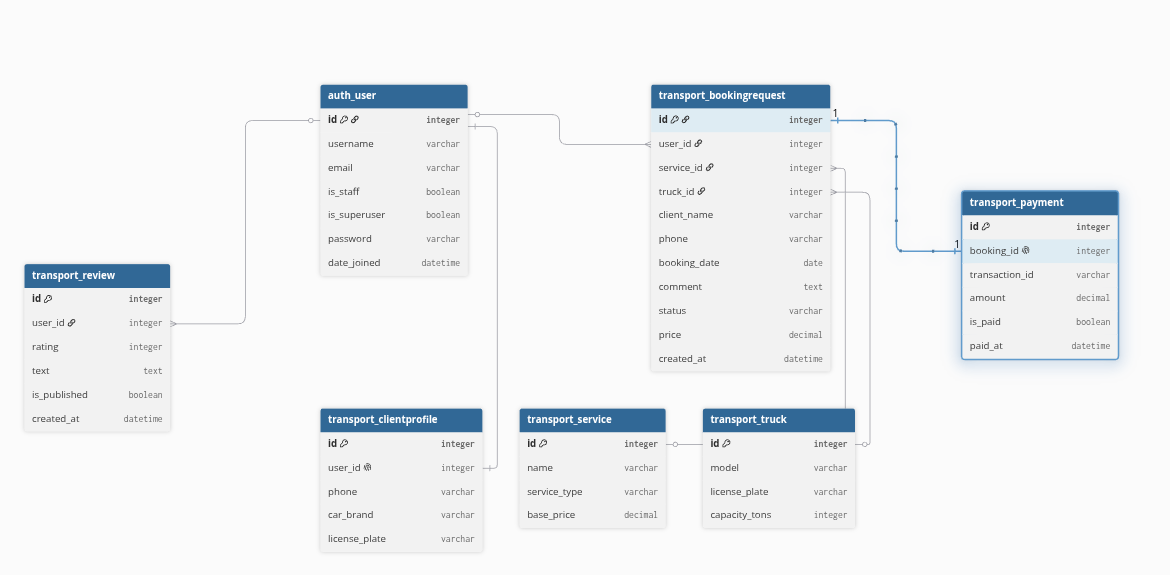 auth_user
id integer
username varchar
email varchar
is_staff boolean
is_superuser boolean
password varchar
date_joined datetime
transport_bookingrequest
id integer
user_id integer
service_id integer
truck_id integer
client_name varchar
phone varchar
booking_date date
comment text
status varchar
price decimal
created_at datetime
1
1
transport_payment
id integer
booking_id integer
transaction_id varchar
amount decimal
is_paid boolean
paid_at datetime
transport_review
id integer
user_id integer
rating integer
text text
is_published boolean
created_at datetime
transport_clientprofile
id integer
user_id integer
phone varchar
car_brand varchar
license_plate varchar
transport_service
id integer
name varchar
service_type varchar
base_price decimal
transport_truck
id integer
model varchar
license_plate varchar
capacity_tons integer